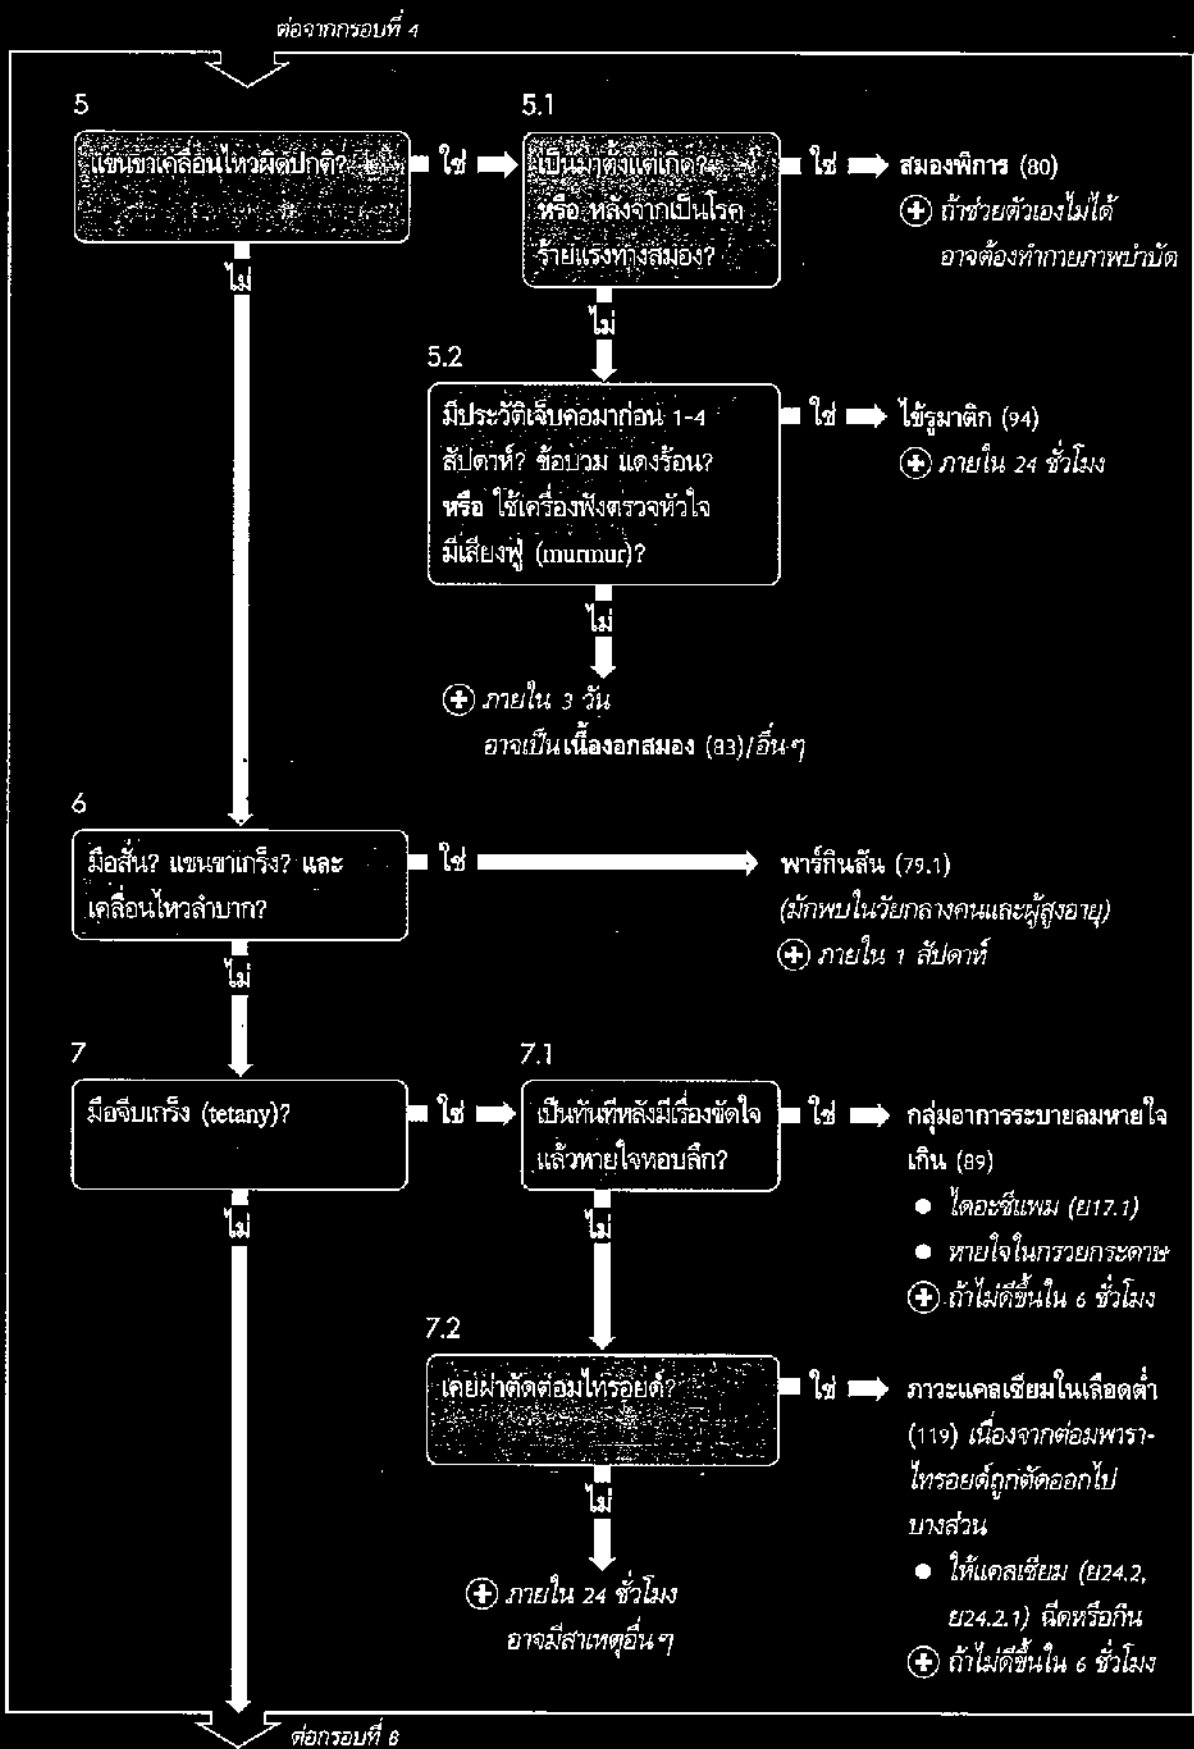 ต่อจากกรอบที่ 4
5
แขนขาเคลื่อนไหวผิดปกติ?
ใช่
5.1
เป็นมาตั้งแต่เกิด?
หรือ หลังจากเป็นโรค
ร้ายแรงทางสมอง?
ใช่
สมองพิการ (80)
ถ้าช่วยตัวเองไม่ได้
อาจต้องทำกายภาพบำบัด
ไม่
ไม่
5.2
มีประวัติเจ็บคอมาก่อน 1-4
สัปดาห์? ข้อบวม แดงร้อน?
หรือ ใช้เครื่องฟังตรวจหัวใจ
มีเสียงฟู่ (murmur)?
ใช่
ไข้รูมาติก (94)
ภายใน 24 ชั่วโมง
ไม่
ภายใน 3 วัน
อาจเป็นเนื้องอกสมอง (83)/อื่นๆ
6
มือสั่น? แขนขาเกร็ง? และ
เคลื่อนไหวลำบาก?
ใช่
พาร์กินสัน (79.1)
(มักพบในวัยกลางคนและผู้สูงอายุ)
ภายใน 1 สัปดาห์
ไม่
7
มือจีบเกร็ง (tetany)?
ใช่
7.1
เป็นทันทีหลังมีเรื่องขัดใจ
แล้วหายใจหอบลึก?
ใช่
กลุ่มอาการระบายลมหายใจ
เกิน (89)
● ไดอะซีแพม (ย17.1)
● หายใจในกรวยกระดาษ
ถ้าไม่ดีขึ้นใน 6 ชั่วโมง
ไม่
ไม่
7.2
เคยผ่าตัดต่อมไทรอยด์?
ใช่
ภาวะแคลเซียมในเลือดต่ำ
(119) เนื่องจากต่อมพารา-
ไทรอยด์ถูกตัดออกไป
บางส่วน
● ให้แคลเซียม (ย24.2,
ย24.2.1) ฉีดหรือกิน
ถ้าไม่ดีขึ้นใน 6 ชั่วโมง
ไม่
ภายใน 24 ชั่วโมง
อาจมีสาเหตุอื่นๆ
ต่อกรอบที่ 8